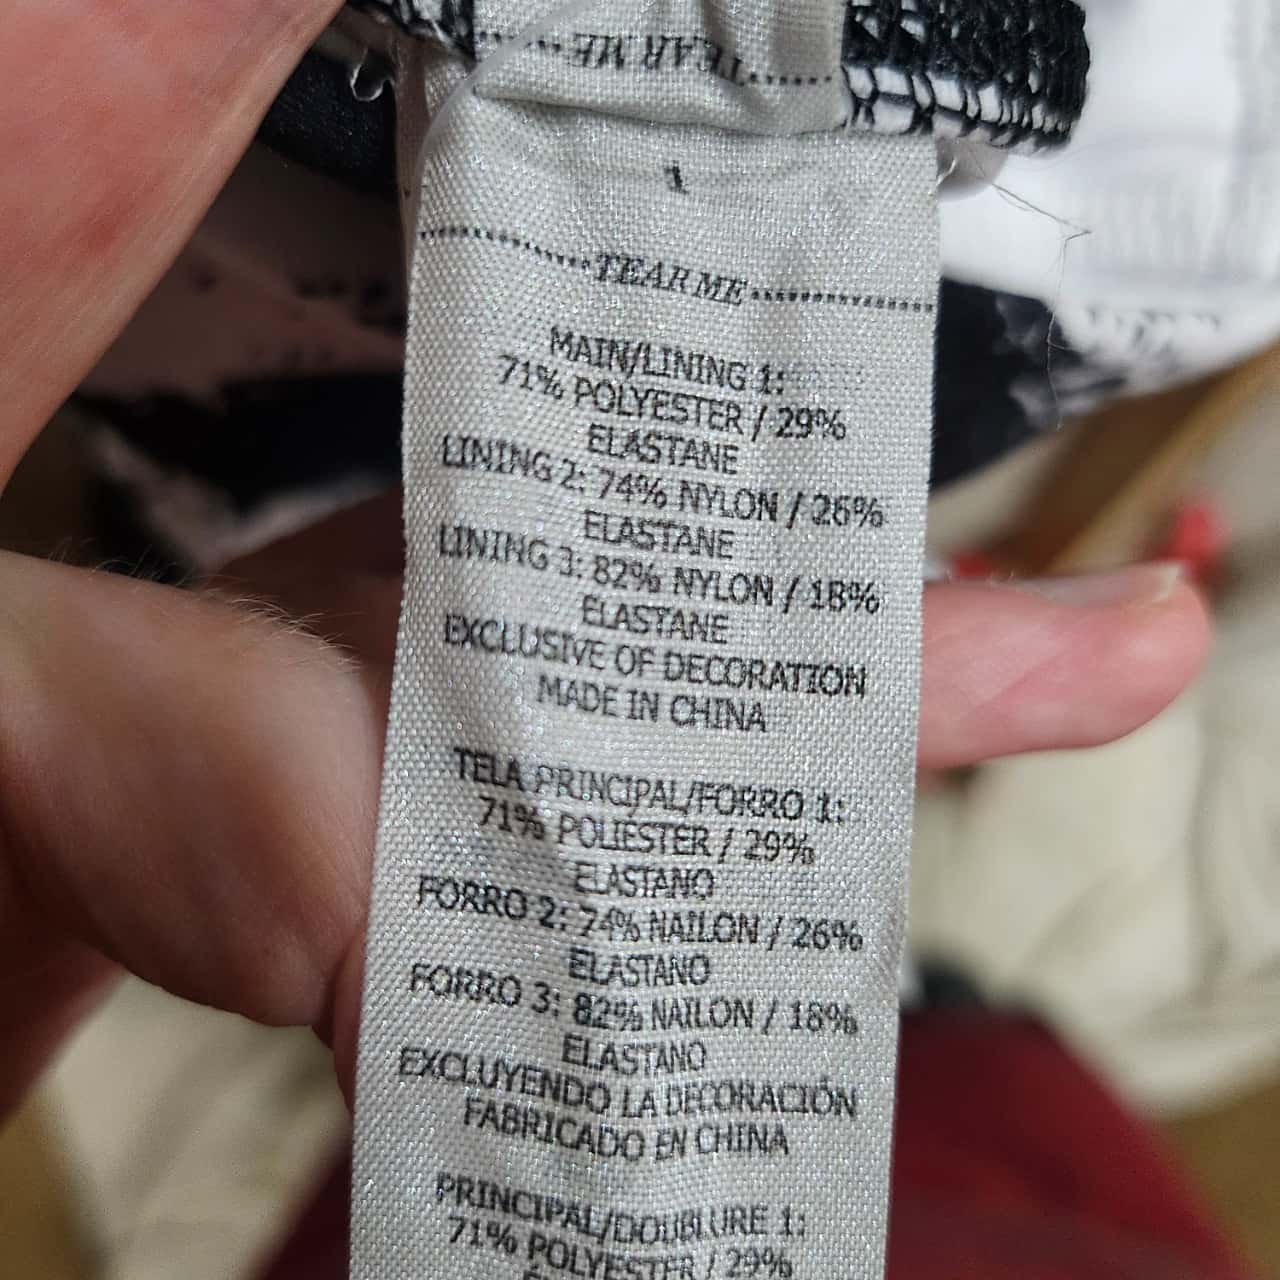 TEAR ME
1
TEAR ME
MAIN/LINING 1:
71% POLYESTER / 29%
ELASTANE
LINING 2: 74% NYLON / 26%
ELASTANE
LINING 3: 82% NYLON / 18%
ELASTANE
EXCLUSIVE OF DECORATION
MADE IN CHINA
TELA PRINCIPAL/FORRO 1:
71% POLIÉSTER / 29%
ELASTANO
FORRO 2: 74% NAILON / 26%
ELASTANO
FORRO 3: 82% NAILON / 18%
ELASTANO
EXCLUYENDO LA DECORACIÓN
FABRICADO EN CHINA
PRINCIPAL/DOUBLURE 1:
71% POLYESTER / 29%